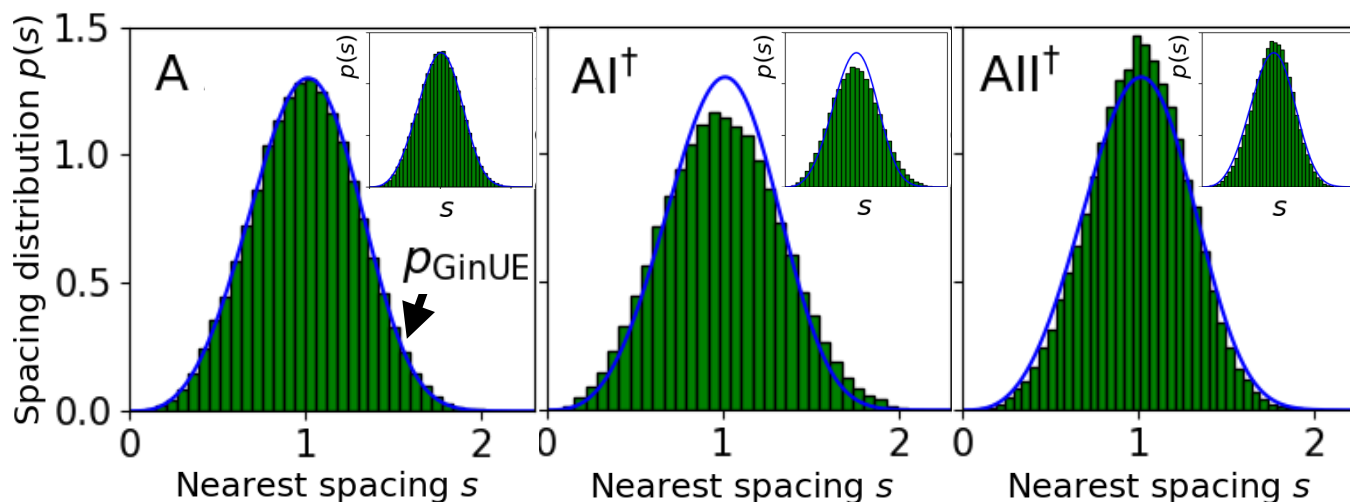 Spacing distribution p(s)
1.5
1.0
0.5
0.0
A
p(s)
s
pGinUE
0
1
2
Nearest spacing s
AI†
p(s)
s
0
1
2
Nearest spacing s
AII†
p(s)
s
0
1
2
Nearest spacing s